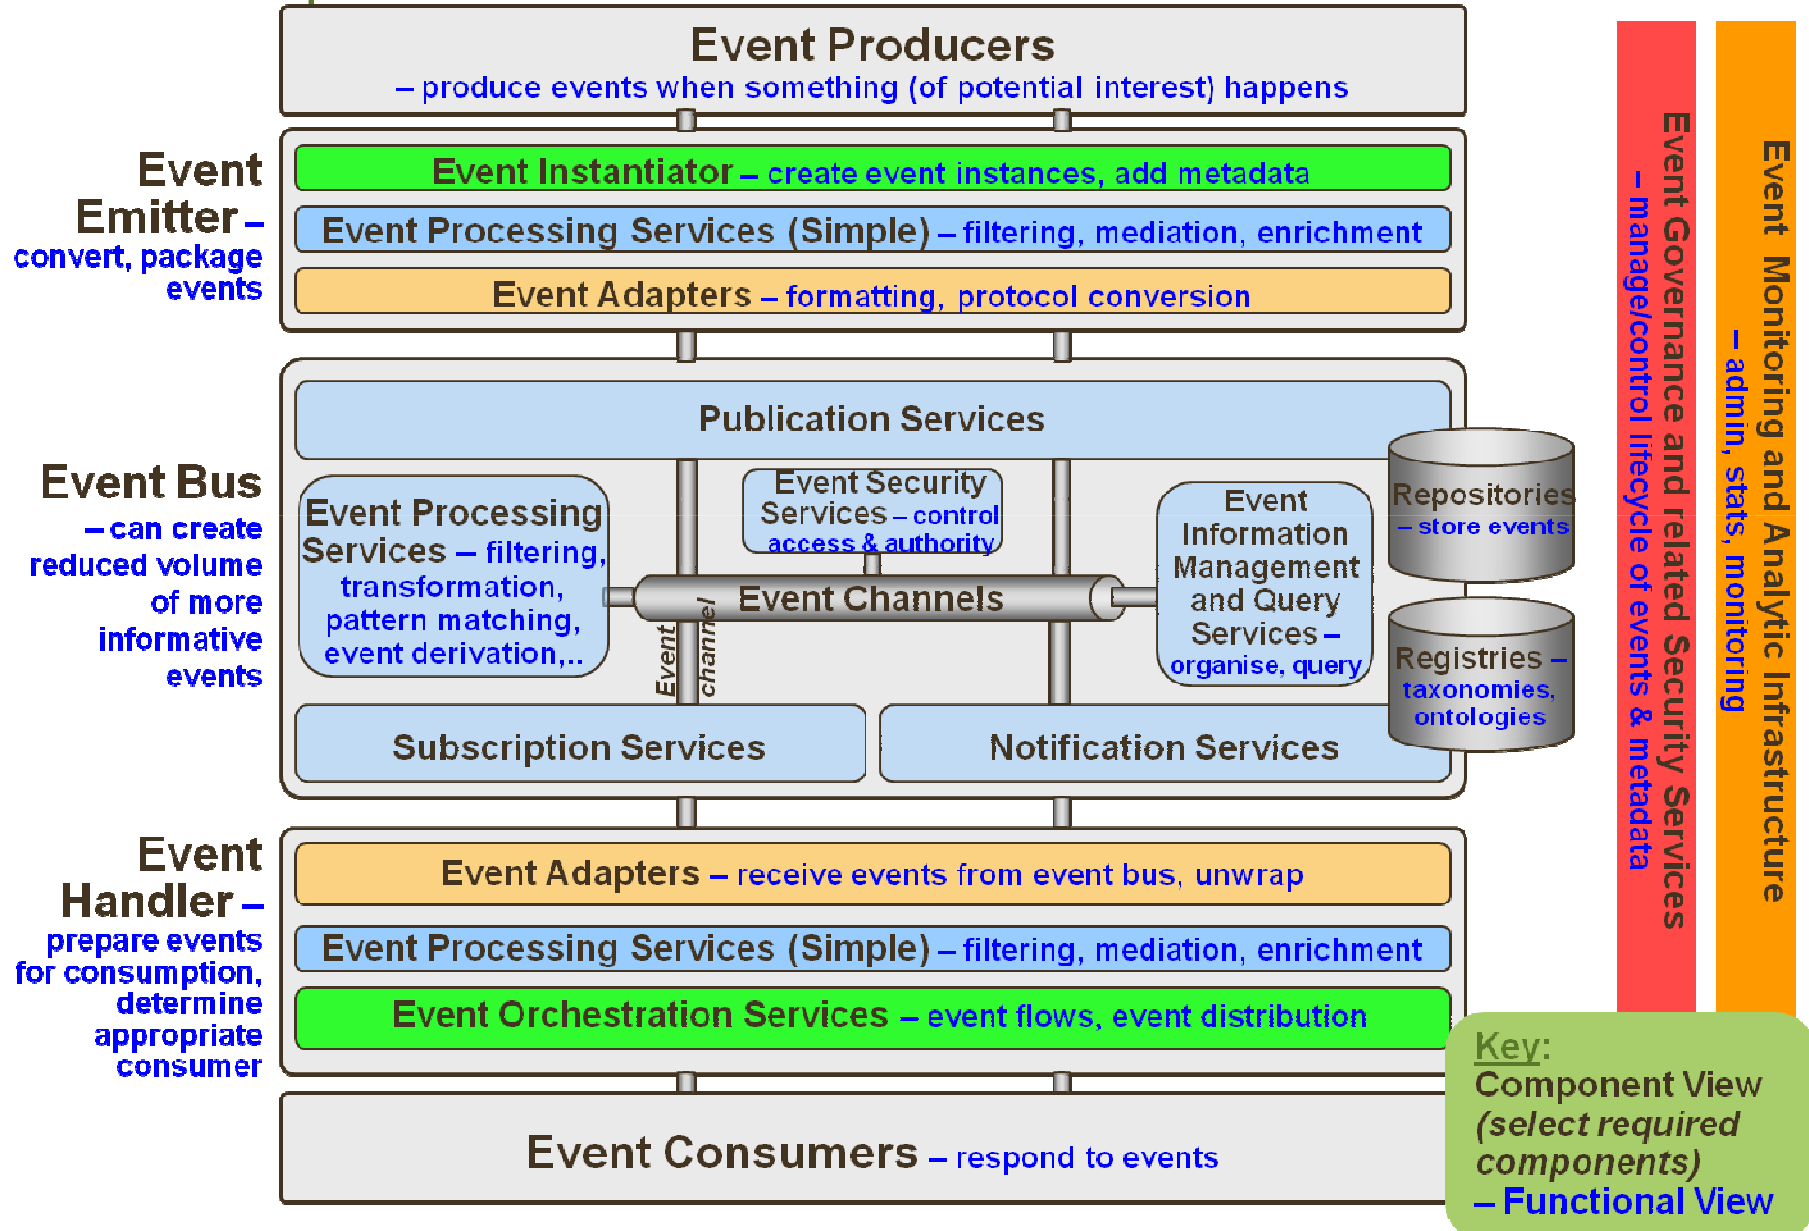 Event Producers
– produce events when something (of potential interest) happens
Event
Emitter –
convert, package
events
Event Instantiator – create event instances, add metadata
Event Processing Services (Simple) – filtering, mediation, enrichment
Event Adapters – formatting, protocol conversion
Event Bus
– can create
reduced volume
of more
informative
events
Publication Services
Event Processing
Services – filtering,
transformation,
pattern matching,
event derivation,..
Event Security
Services – control
access & authority
Event Channels
Event
channel
Event
Information
Management
and Query
Services –
organise, query
Repositories
– store events
Registries –
taxonomies,
ontologies
Subscription Services
Notification Services
Event
Handler –
prepare events
for consumption,
determine
appropriate
consumer
Event Adapters – receive events from event bus, unwrap
Event Processing Services (Simple) – filtering, mediation, enrichment
Event Orchestration Services – event flows, event distribution
Event Consumers – respond to events
Event Governance and related Security Services
– manage/control lifecycle of events & metadata
Event Monitoring and Analytic Infrastructure
– admin, stats, monitoring
Key:
Component View
(select required
components)
– Functional View